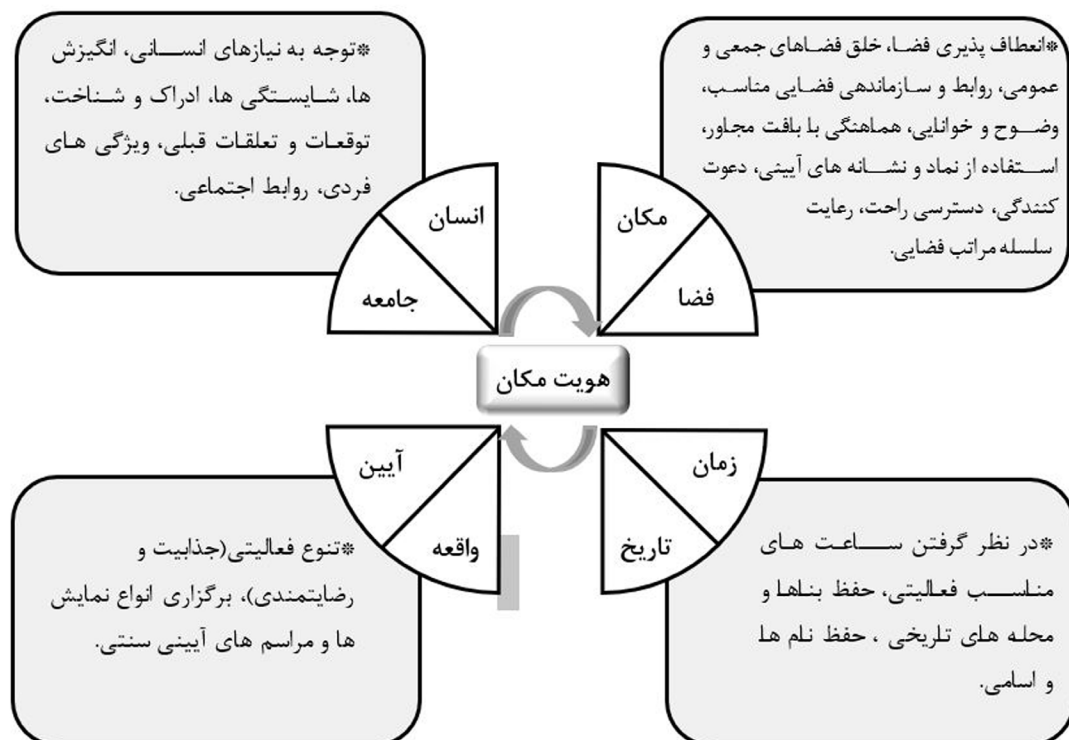 *انعطاف پذیری فضا، خلق فضاهای جمعی و
عمومی، روابط و سازماندهی فضایی مناسب،
وضوح و خوانایی، هماهنگی با بافت مجاور،
استفاده از نماد و نشانه های آیینی، دعوت
کنندگی، دسترسی راحت، رعایت
سلسله مراتب فضایی.
*توجه به نیازهای انسانی، انگیزش
ها، شایستگی ها، ادراک و شناخت،
توقعات و تعلقات قبلی، ویژگی های
فردی، روابط اجتماعی.
مکان
فضا
انسان
جامعه
هویت مکان
زمان
تاریخ
آیین
واقعه
*در نظر گرفتن ساعت های
مناسب فعالیتی، حفظ بناها و
محله های تاریخی ، حفظ نام ها
و اسامی.
*تنوع فعالیتی(جذابیت و
رضایتمندی)، برگزاری انواع نمایش
ها و مراسم های آیینی سنتی.